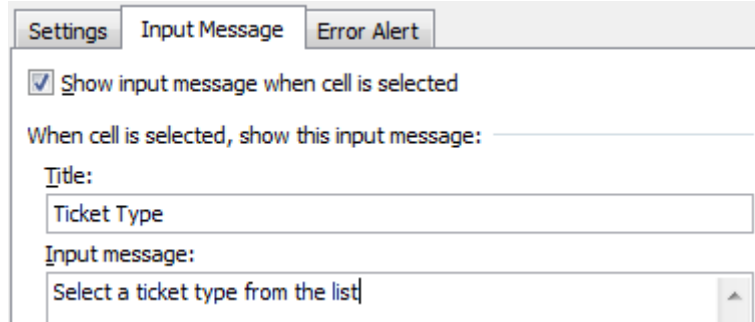 Settings Input Message Error Alert
Show input message when cell is selected
When cell is selected, show this input message:
Title:
Ticket Type
Input message:
Select a ticket type from the list